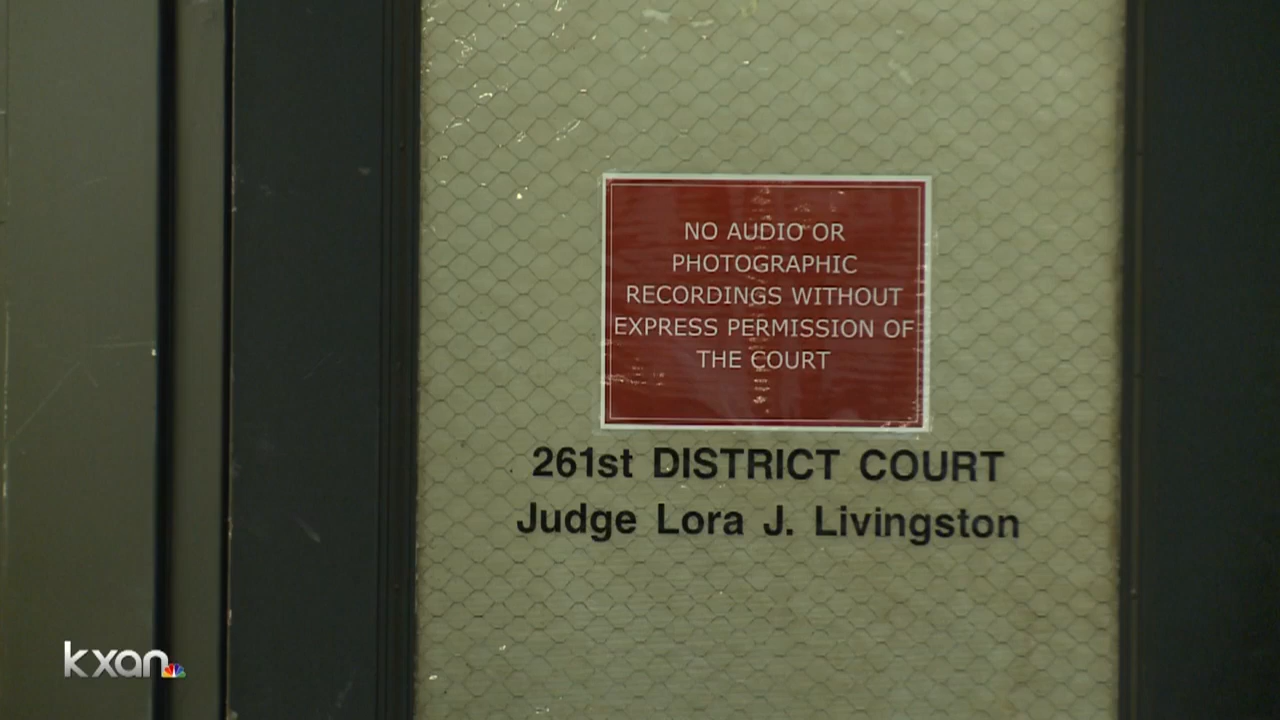 NO AUDIO OR
PHOTOGRAPHIC
RECORDINGS WITHOUT
EXPRESS PERMISSION OF
THE COURT
261st DISTRICT COURT
Judge Lora J. Livingston
kxan